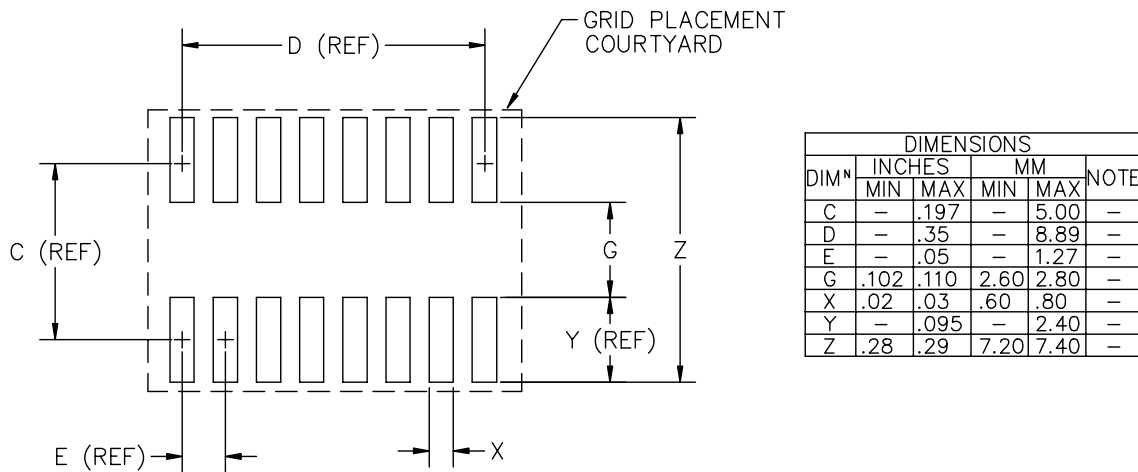 GRID PLACEMENT
COURTYARD
D (REF)
C (REF)
G
Z
Y (REF)
E (REF)
X
DIMENSIONS
DIMᴺ INCHES MM NOTE
MIN MAX MIN MAX
C – .197 – 5.00 –
D – .35 – 8.89 –
E – .05 – 1.27 –
G .102 .110 2.60 2.80 –
X .02 .03 .60 .80 –
Y – .095 – 2.40 –
Z .28 .29 7.20 7.40 –